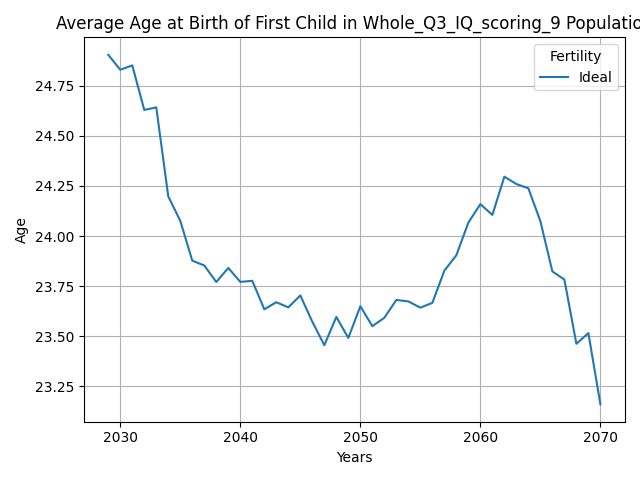 Average Age at Birth of First Child in Whole_Q3_IQ_scoring_9 Populatio
Fertility
Ideal
24.75
24.50
24.25
24.00
23.75
23.50
23.25
Age
2030 2040 2050 2060 2070
Years